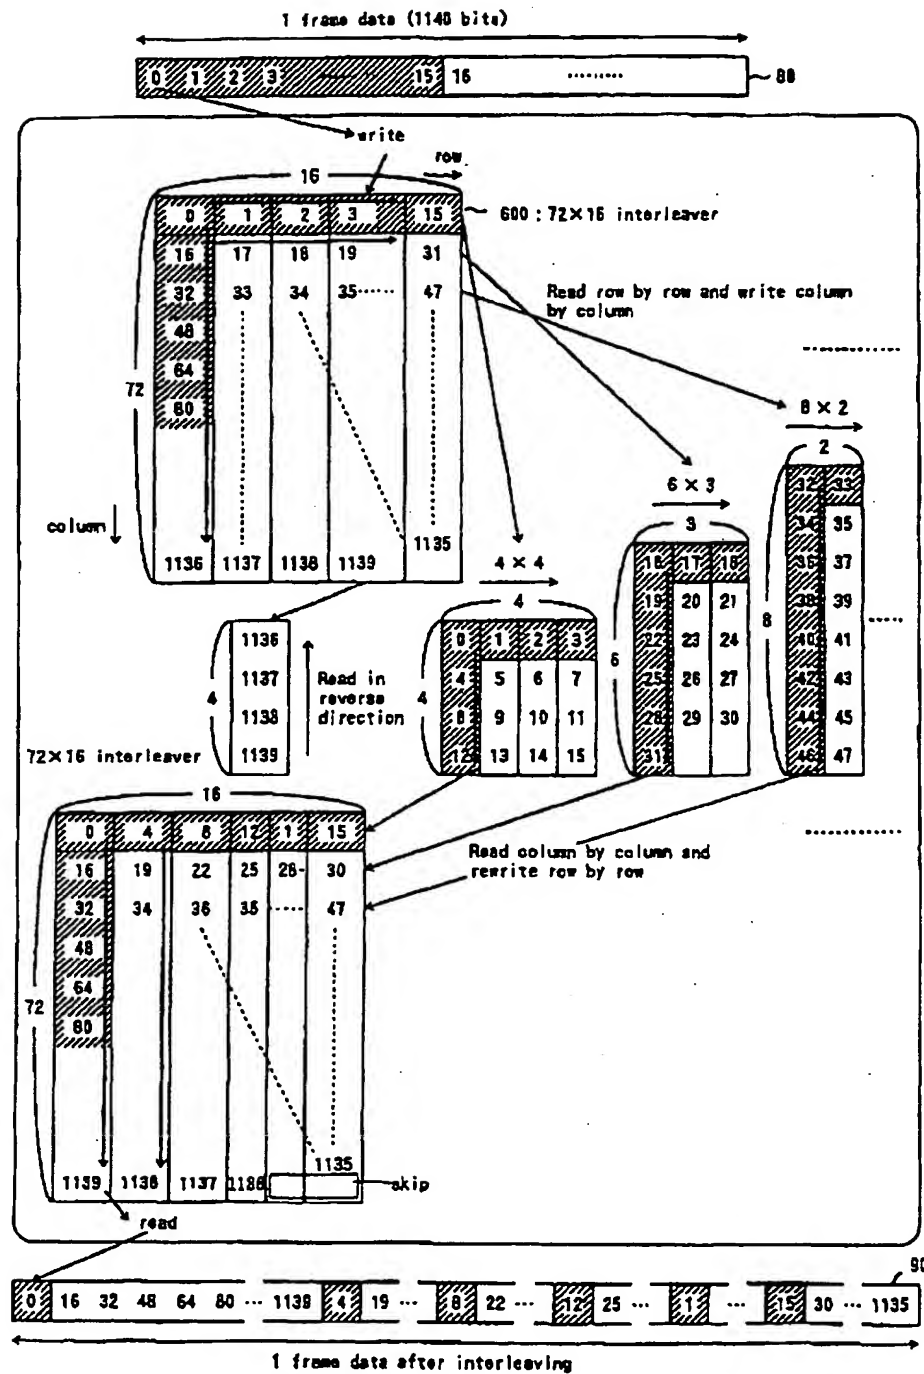 1 frame data (1140 bits)
0 1 2 3 ........ 15 16 ......... 80
write
row
16
0 1 2 3 15
600 : 72×16 interleaver
16 17 18 19 31
32 33 34 35...... 47
Read row by row and write column
by column
48
64
80
72
8 × 2
2
column
6 × 3
3
1135
1136 1137 1138 1139
4 × 4
4
32 33
34 35
36 37
38 39
40 41
42 43
44 45
46 47
8
16 17 18
19 20 21
22 23 24
25 26 27
28 29 30
31
6
0 1 2 3
4 5 6 7
8 9 10 11
12 13 14 15
4
1136
1137
1138
1139
4
Read in
reverse
direction
72×16 interleaver
16
0 4 8 12 1 15
16 19 22 25 28- 30
32 34 36 38 ...... 47
48
64
80
72
Read column by column and
rewrite row by row
1135
1139 1138 1137 1136
skip
read
90
0 16 32 48 64 80 ... 1139 4 19 ... 8 22 ... 12 25 ... 1 ... 15 30 ... 1135
1 frame data after interleaving